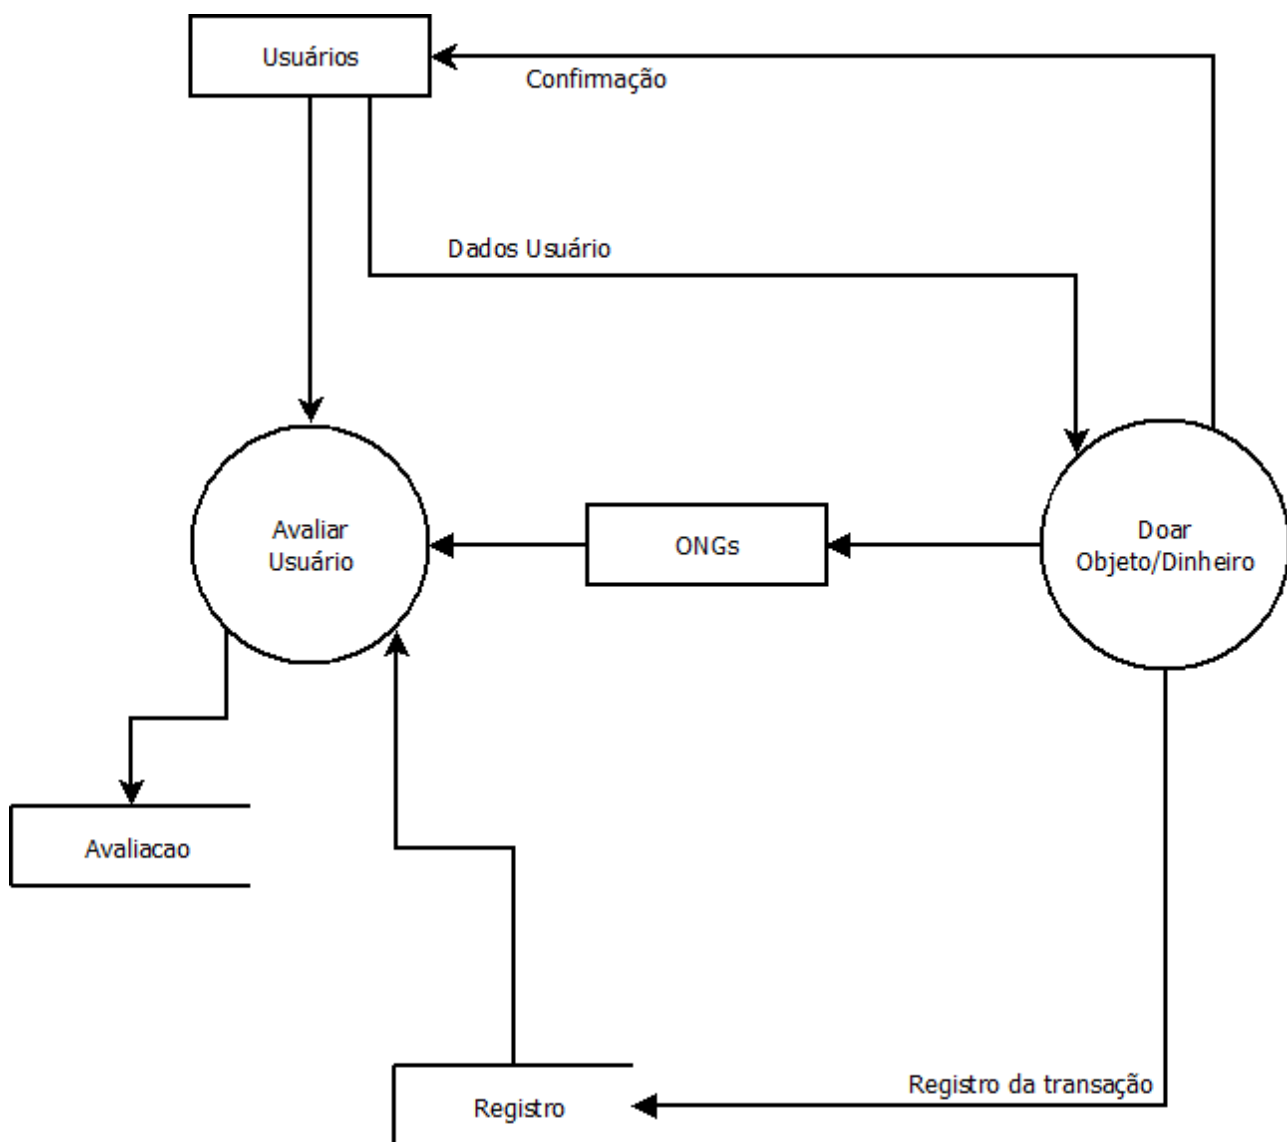 Usuários
Confirmação
Dados Usuário
Avaliar
Usuário
ONGs
Doar
Objeto/Dinheiro
Avaliacao
Registro da transação
Registro